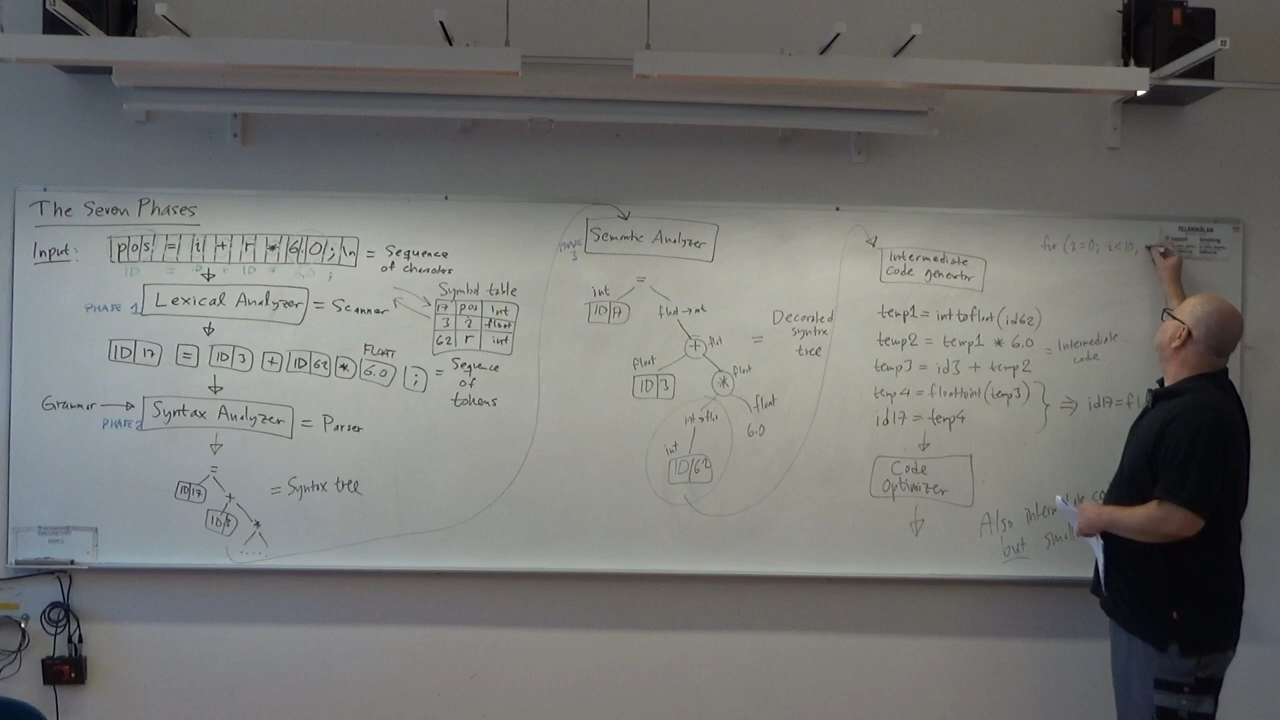 The Seven Phases
Input: |p|o|s|=|i|+|r|*|6|.|0|;|\n| = Sequence of characters
ID = ID + ID * 6.0 ;
PHASE 1 Lexical Analyzer = Scanner
Symbol table
17 pos int
3 i float
62 r int
ID|17 = ID|3 + ID|62 * FLOAT 6.0 ; = Sequence of tokens
Grammar → Syntax Analyzer = Parser
PHASE 2
=
ID|17 +
ID|3 *
.....
= Syntax tree
PHASE 3 Semantic Analyzer
=
int ID|17
float→int
+ float
float ID|3
* float
int→float
float 6.0
int ID|62
= Decorated syntax tree
Intermediate Code generator
temp1 = inttofloat(id62)
temp2 = temp1 * 6.0
temp3 = id3 + temp2
temp4 = floattoint(temp3)
id17 = temp4
= Intermediate code
⇒ id17=fl
Code Optimizer
Also
but
for (i=0; i<10;